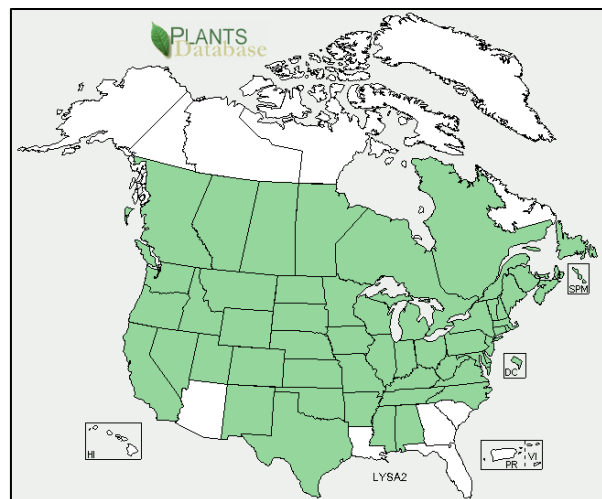 PLANTS
Database
SPM
DC
HI
PR
VI
LYSA2